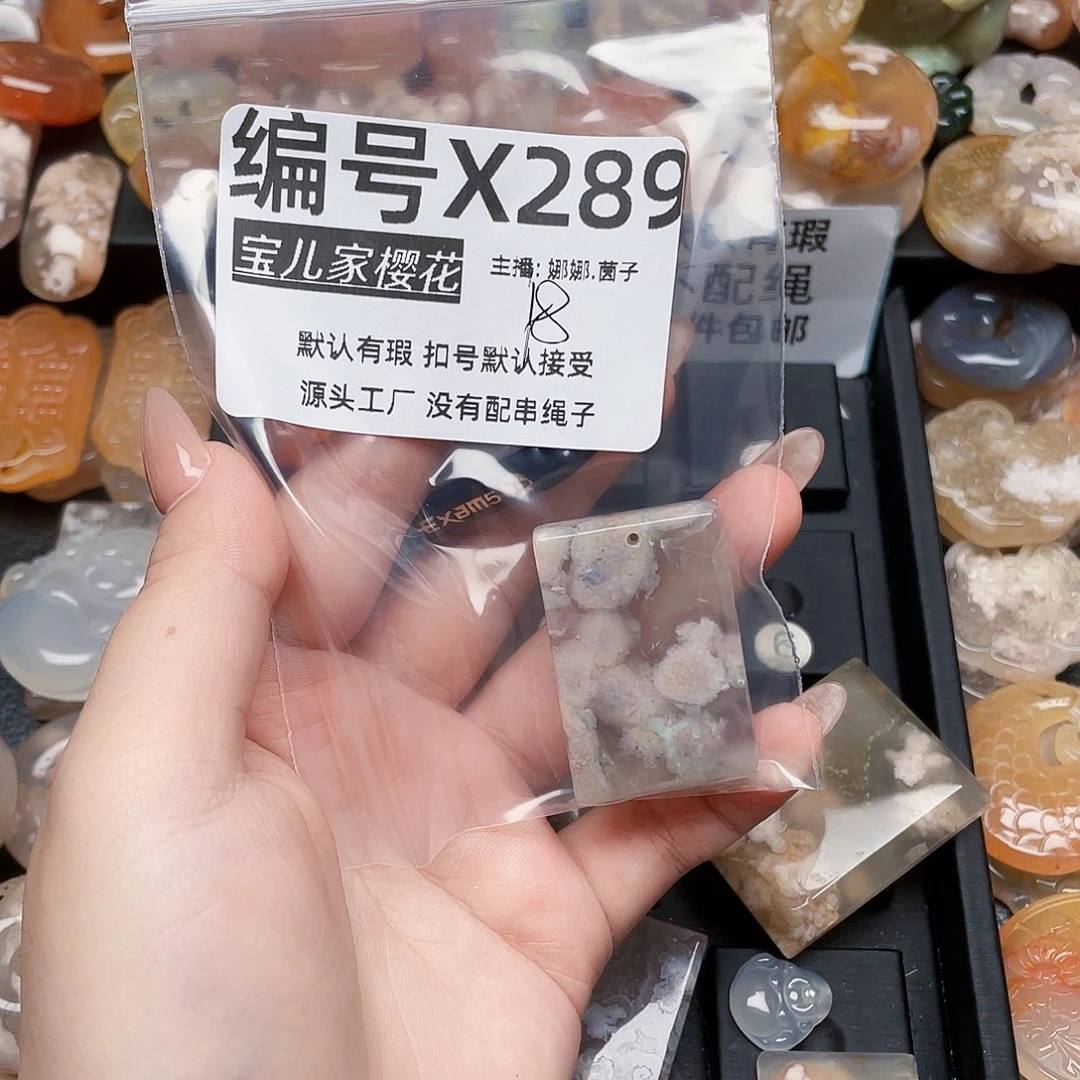 编号X289
宝儿家樱花
主播: 娜娜.茵子
18
默认有瑕 扣号默认接受
源头工厂 没有配串绳子
瑕
配绳
件包邮